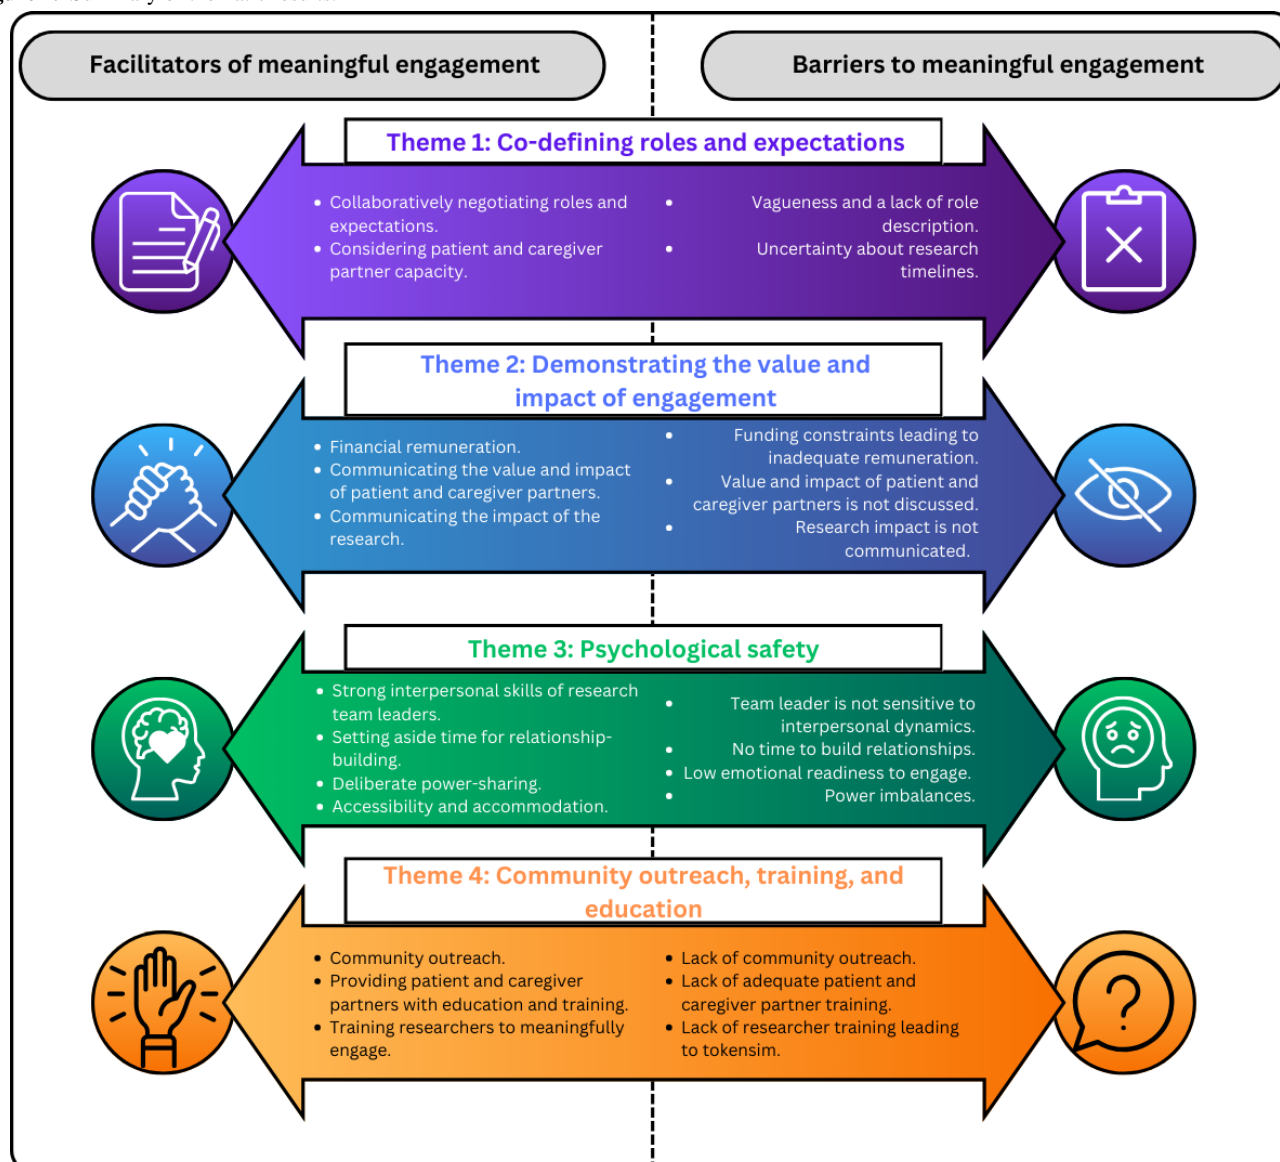 Facilitators of meaningful engagement
Barriers to meaningful engagement
Theme 1: Co-defining roles and expectations
• Collaboratively negotiating roles and
expectations.
• Considering patient and caregiver
partner capacity.
• Vagueness and a lack of role
description.
• Uncertainty about research
timelines.
Theme 2: Demonstrating the value and
impact of engagement
• Financial remuneration.
• Communicating the value and impact
of patient and caregiver partners.
• Communicating the impact of the
research.
• Funding constraints leading to
inadequate remuneration.
• Value and impact of patient and
caregiver partners is not discussed.
• Research impact is not
communicated.
Theme 3: Psychological safety
• Strong interpersonal skills of research
team leaders.
• Setting aside time for relationship-
building.
• Deliberate power-sharing.
• Accessibility and accommodation.
• Team leader is not sensitive to
interpersonal dynamics.
• No time to build relationships.
• Low emotional readiness to engage.
• Power imbalances.
Theme 4: Community outreach, training, and
education
• Community outreach.
• Providing patient and caregiver
partners with education and training.
• Training researchers to meaningfully
engage.
• Lack of community outreach.
• Lack of adequate patient and
caregiver partner training.
• Lack of researcher training leading
to tokensim.
?